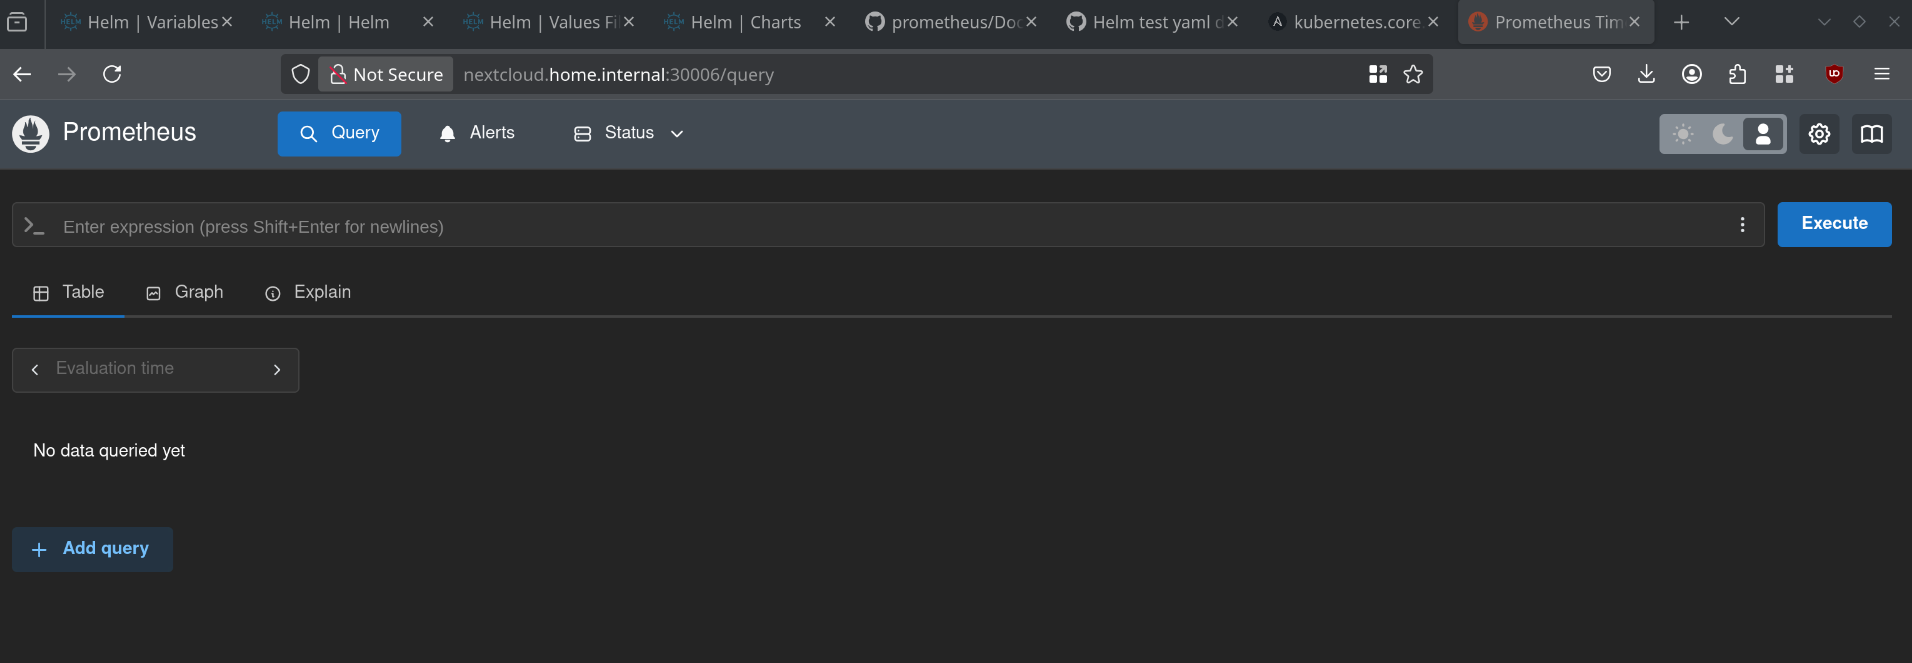 Helm | Variables
Helm | Helm
Helm | Values Fi
Helm | Charts
prometheus/Doc
Helm test yaml d
kubernetes.core
Prometheus Tim
Not Secure
nextcloud.home.internal:30006/query
Prometheus
Query
Alerts
Status
Enter expression (press Shift+Enter for newlines)
Execute
Table
Graph
Explain
Evaluation time
No data queried yet
Add query